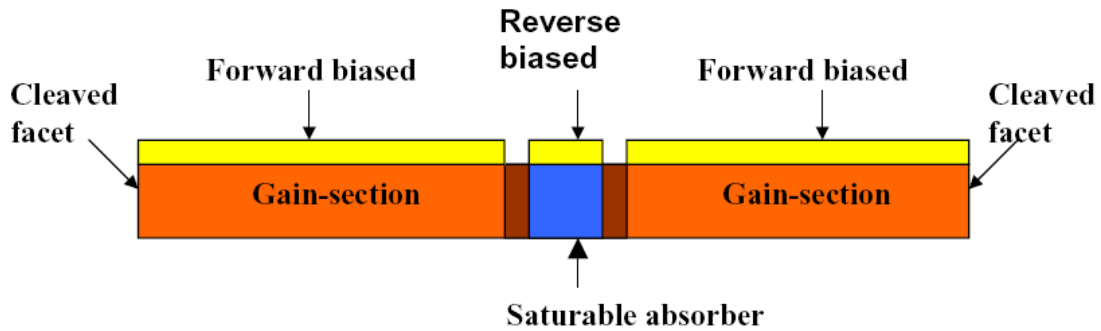 Reverse
biased
Forward biased
Forward biased
Cleaved
facet
Cleaved
facet
Gain-section
Gain-section
Saturable absorber